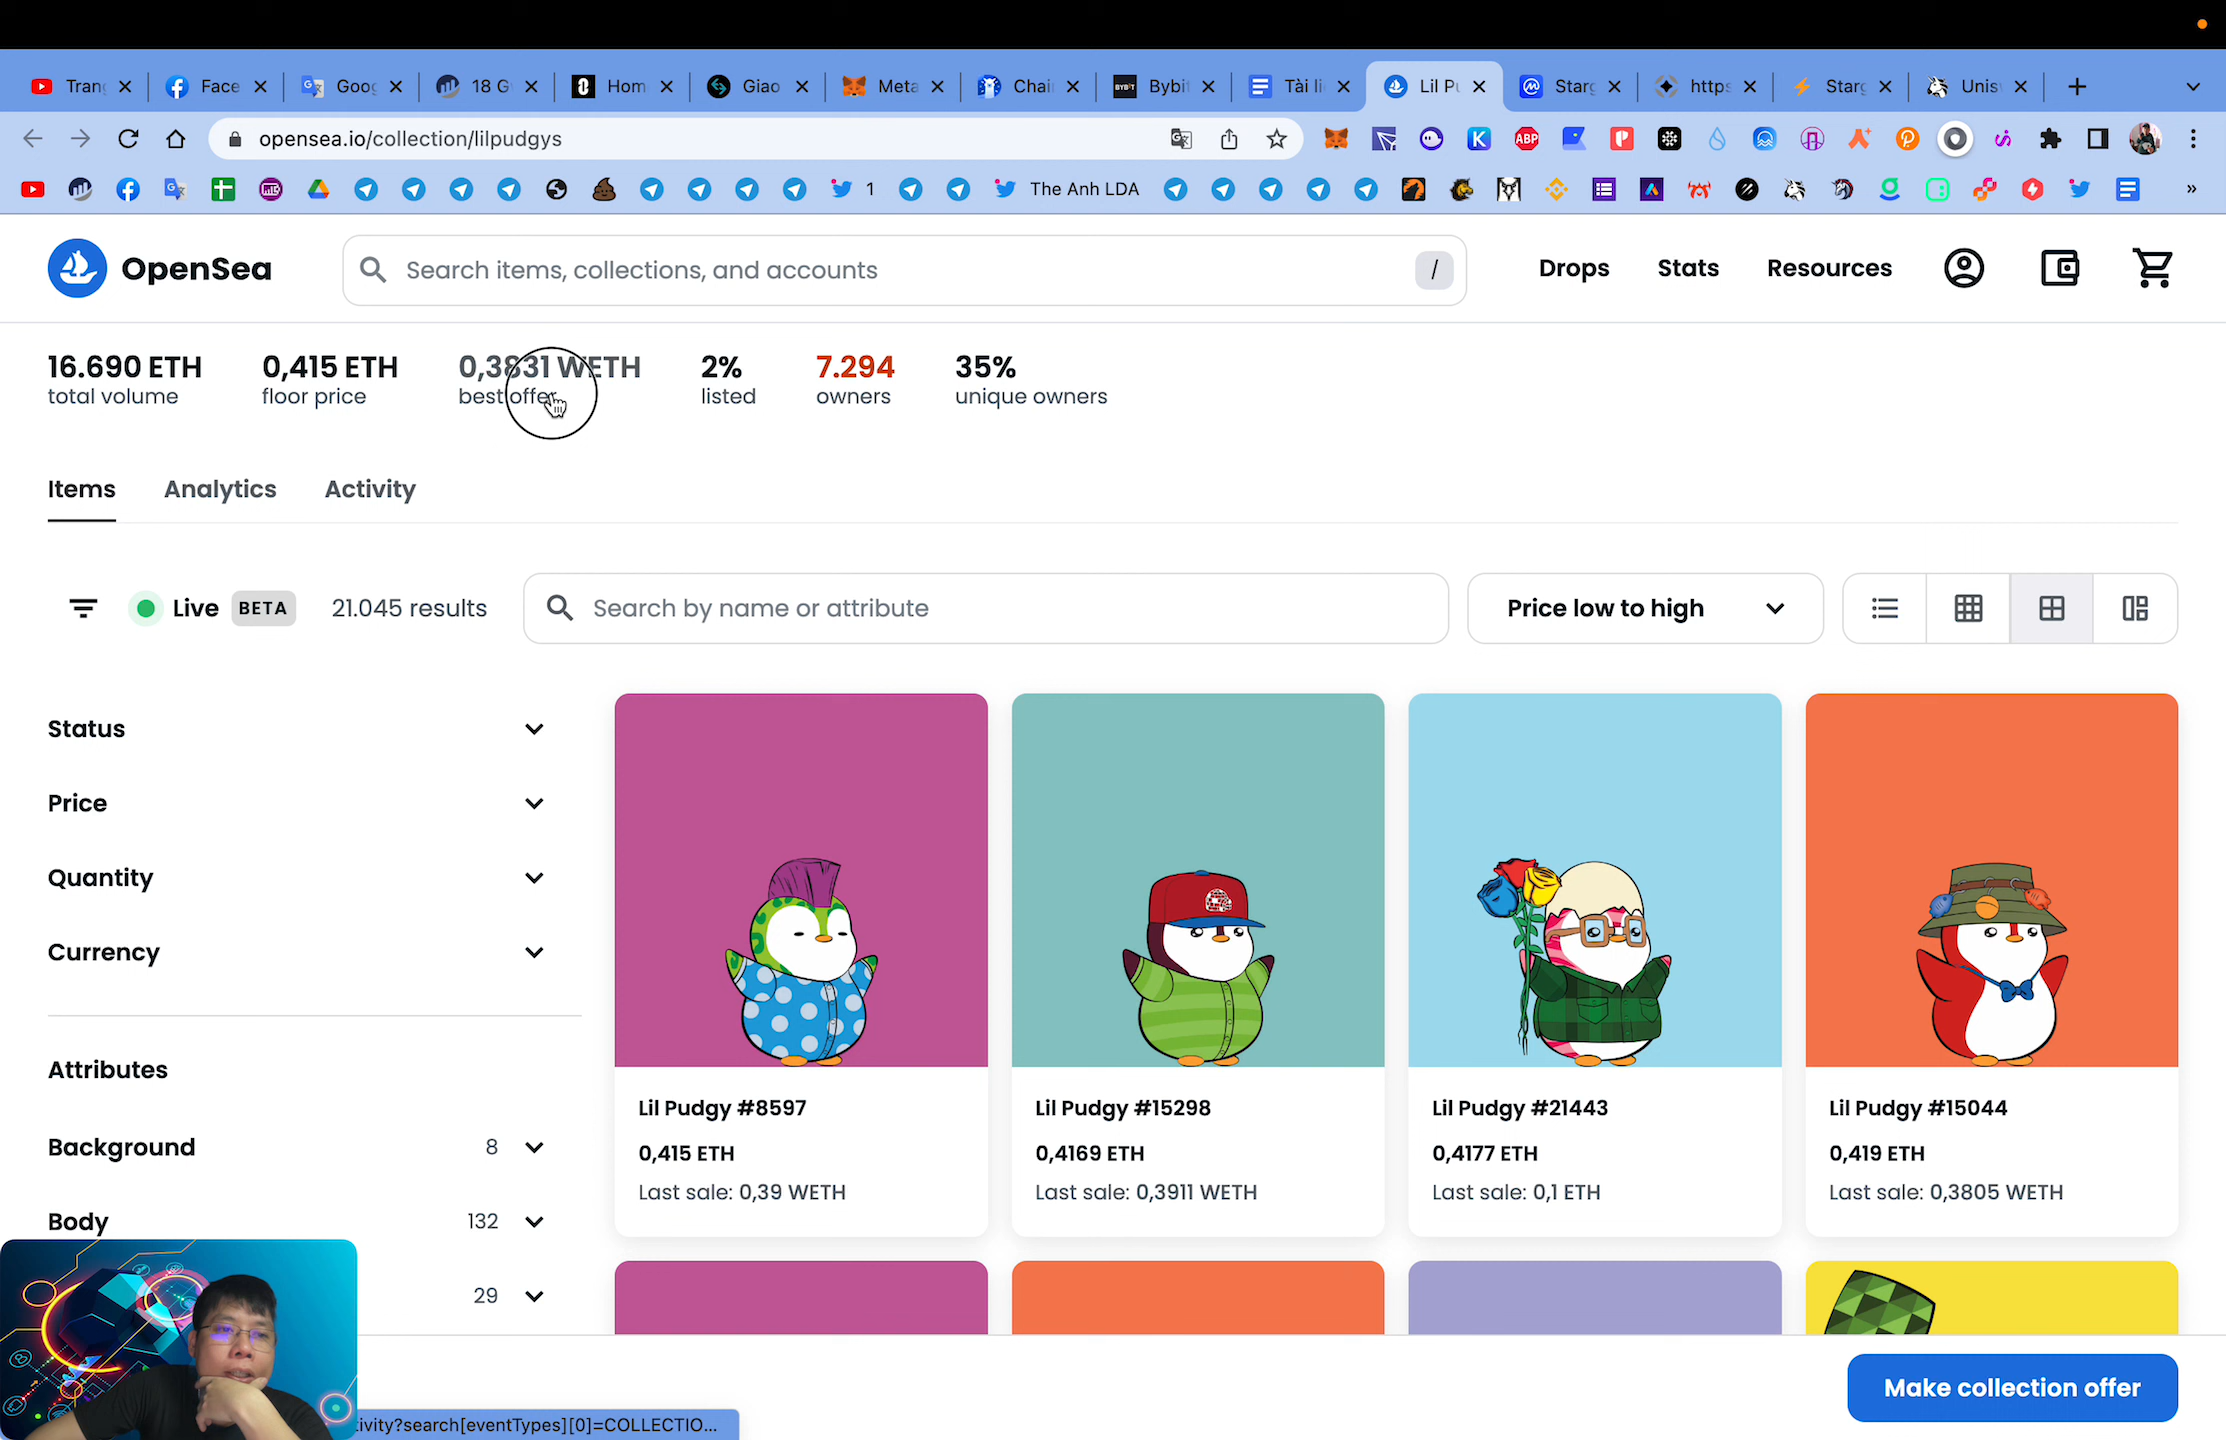 Tran
Face
Goo
18 G
Hom
Giao
Meta
Chai
Bybi
Tài li
Lil P
Star
https
Star
Unis
opensea.io/collection/lilpudgys
ABP
1
The Anh LDA
»
OpenSea
Search items, collections, and accounts
/
Drops
Stats
Resources
16.690 ETH
total volume
0,415 ETH
floor price
0,3831 WETH
best offer
2%
listed
7.294
owners
35%
unique owners
Items
Analytics
Activity
Live
BETA
21.045 results
Search by name or attribute
Price low to high
Status
Price
Quantity
Currency
Attributes
Background
8
Body
132
29
Lil Pudgy #8597
0,415 ETH
Last sale: 0,39 WETH
Lil Pudgy #15298
0,4169 ETH
Last sale: 0,3911 WETH
Lil Pudgy #21443
0,4177 ETH
Last sale: 0,1 ETH
Lil Pudgy #15044
0,419 ETH
Last sale: 0,3805 WETH
Make collection offer
tivity?search[eventTypes][0]=COLLECTIO...